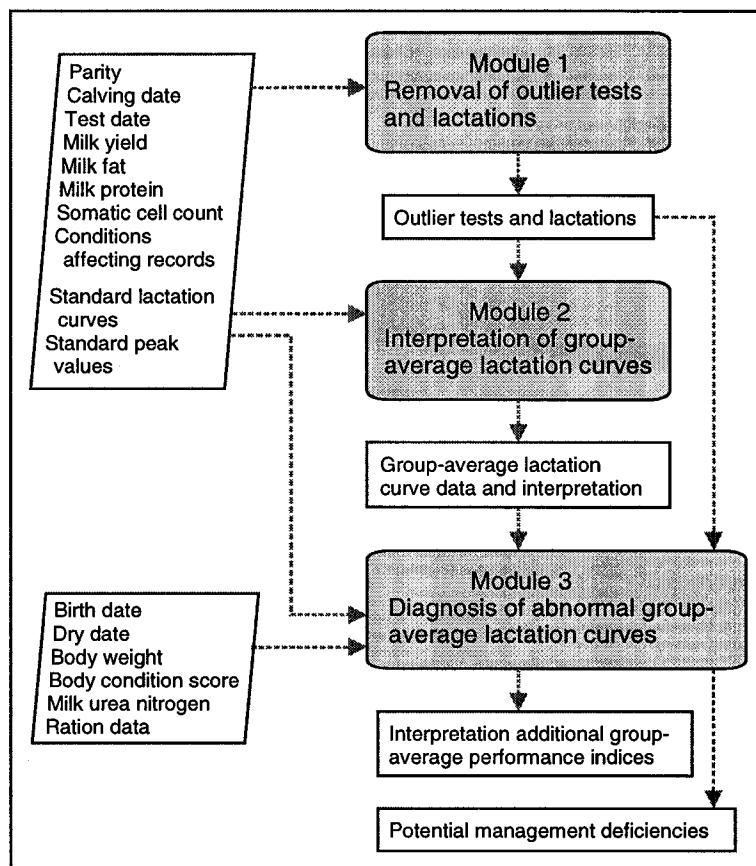 Parity
Calving date
Test date
Milk yield
Milk fat
Milk protein
Somatic cell count
Conditions
affecting records
Standard lactation
curves
Standard peak
values
Module 1
Removal of outlier tests
and lactations
Outlier tests and lactations
Module 2
Interpretation of group-
average lactation curves
Group-average lactation
curve data and interpretation
Birth date
Dry date
Body weight
Body condition score
Milk urea nitrogen
Ration data
Module 3
Diagnosis of abnormal group-
average lactation curves
Interpretation additional group-
average performance indices
Potential management deficiencies